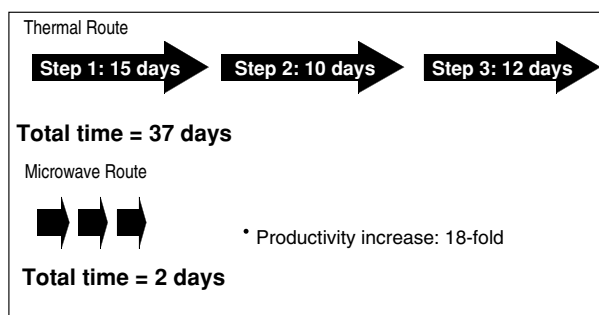 Thermal Route
Step 1: 15 days Step 2: 10 days Step 3: 12 days
Total time = 37 days
Microwave Route
• Productivity increase: 18-fold
Total time = 2 days